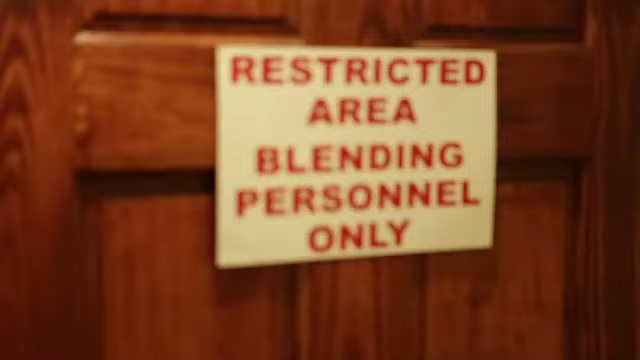 RESTRICTED
AREA
BLENDING
PERSONNEL
ONLY